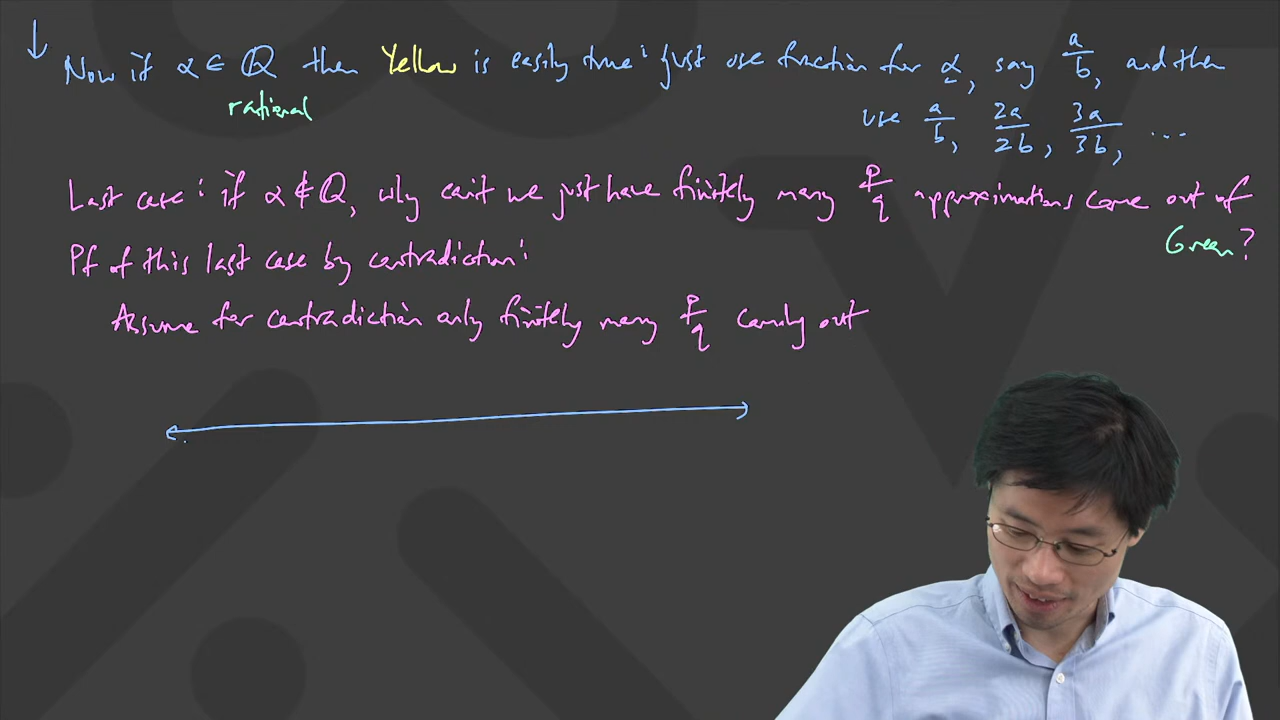 ↓ Now if α ∈ ℚ then Yellow is easily true: just use fraction for α, say a/b, and then
rational
use a/b, 2a/2b, 3a/3b, ...
Last case: if α ∉ ℚ, why can't we just have finitely many p/q approximations come out of
Green?
Pf of this last case by contradiction:
Assume for contradiction only finitely many p/q coming out